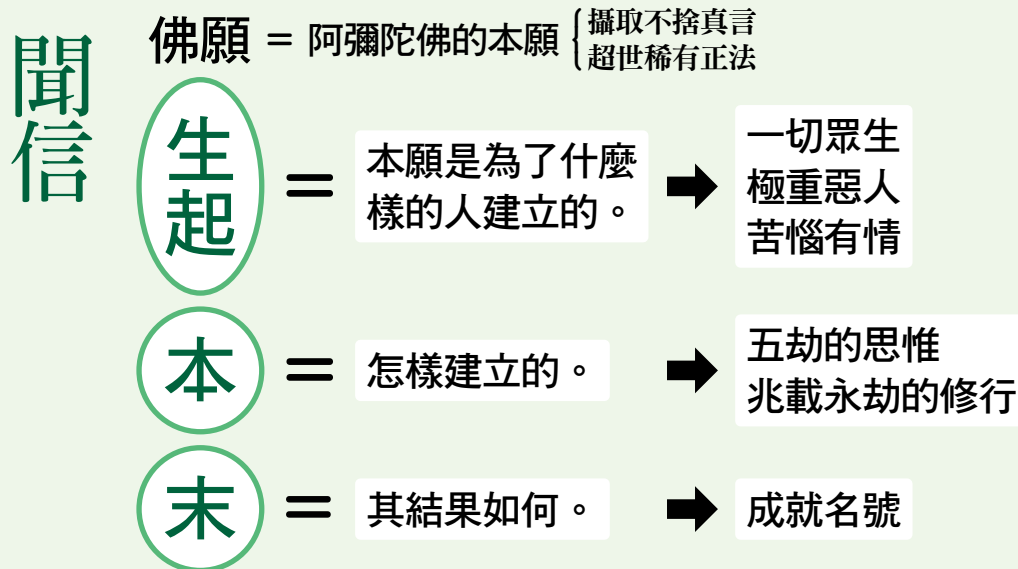 聞信
佛願 = 阿彌陀佛的本願 { 攝取不捨真言
超世稀有正法
生起 = 本願是為了什麼
樣的人建立的。 ➡ 一切眾生
極重惡人
苦惱有情
本 = 怎樣建立的。 ➡ 五劫的思惟
兆載永劫的修行
末 = 其結果如何。 ➡ 成就名號